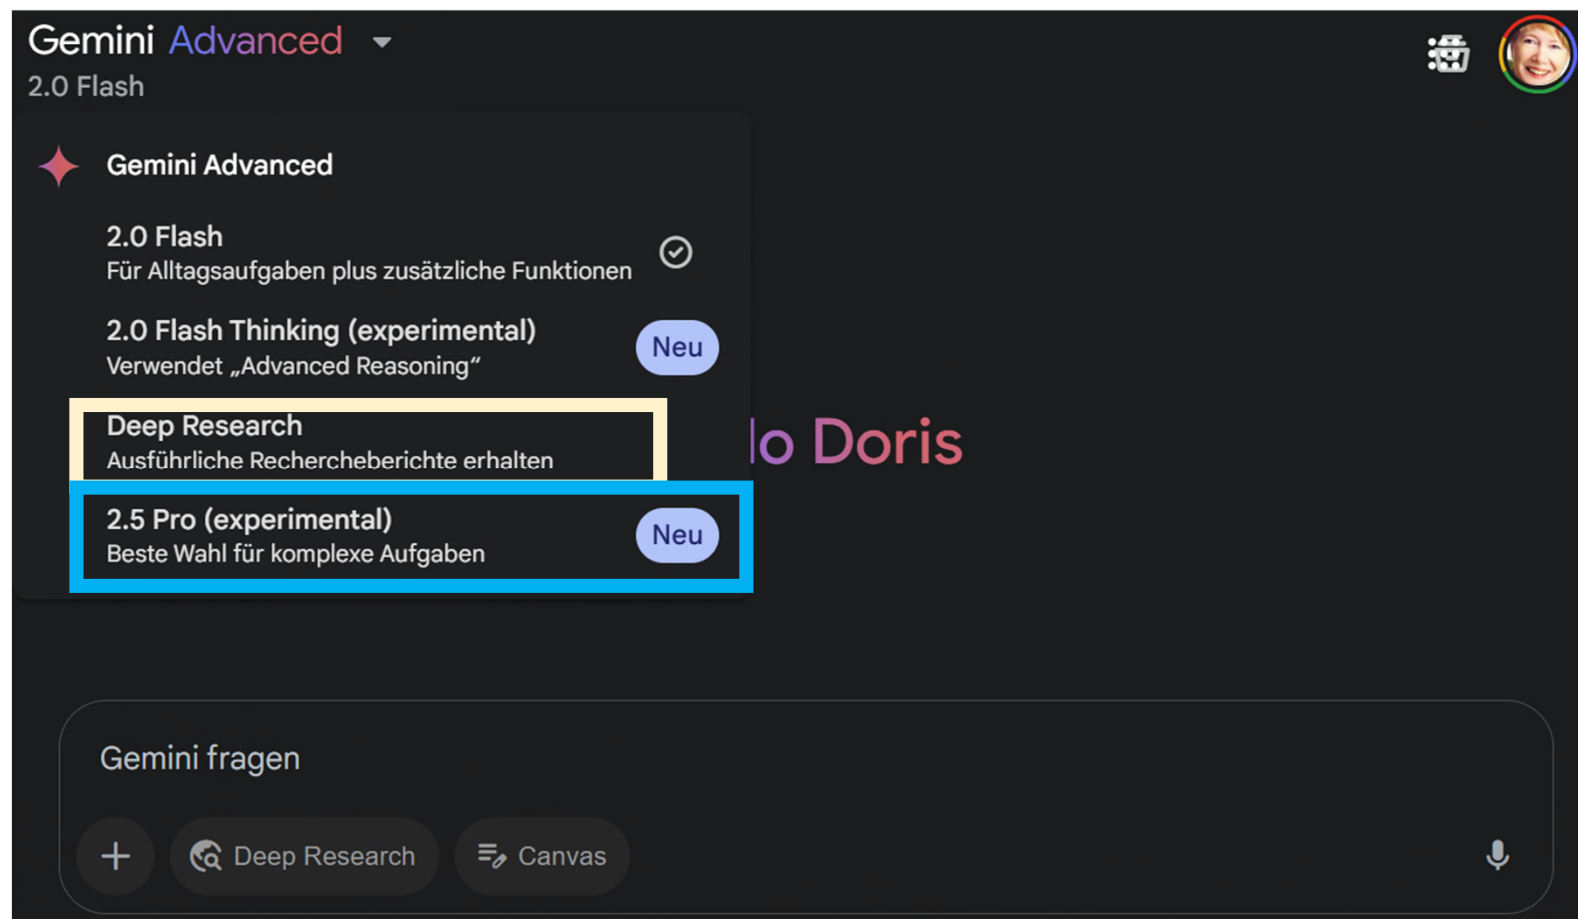 Gemini Advanced
2.0 Flash
Gemini Advanced
2.0 Flash
Für Alltagsaufgaben plus zusätzliche Funktionen
2.0 Flash Thinking (experimental)
Neu
Verwendet „Advanced Reasoning“
Deep Research
Ausführliche Rechercheberichte erhalten
lo Doris
2.5 Pro (experimental)
Neu
Beste Wahl für komplexe Aufgaben
Gemini fragen
Deep Research
Canvas